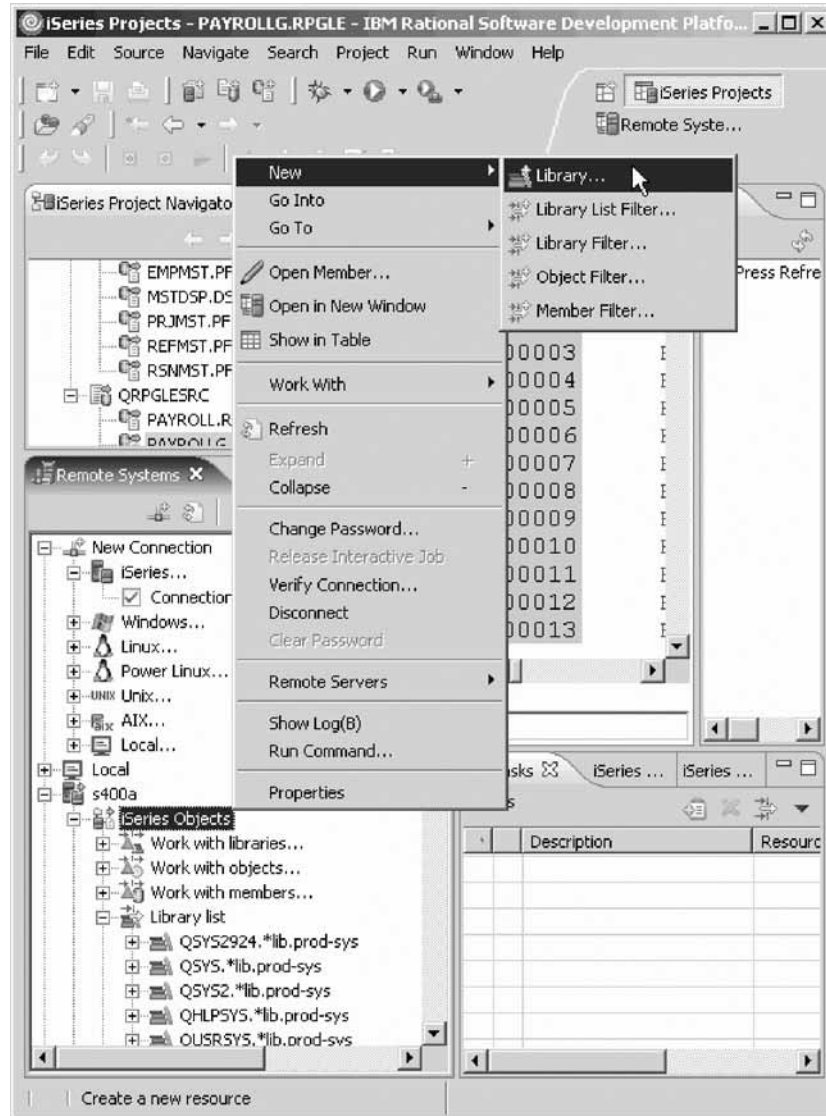 iSeries Projects - PAYROLLG.RPGLE - IBM Rational Software Development Platfo...
File Edit Source Navigate Search Project Run Window Help
iSeries Projects
Remote Syste...
iSeries Project Navigato
EMPMST.PF
MSTDSP.DS
PRJMST.PF
REFMST.PF
RSNMST.PF
QRPGLESRC
PAYROLL.R
PAYROLLG
New
Go Into
Go To
Open Member...
Open in New Window
Show in Table
Work With
Refresh
Expand +
Collapse -
Change Password...
Release Interactive Job
Verify Connection...
Disconnect
Clear Password
Remote Servers
Show Log(B)
Run Command...
Properties
Library...
Library List Filter...
Library Filter...
Object Filter...
Member Filter...
Press Refre
00003
00004
00005
00006
00007
00008
00009
00010
00011
00012
00013
Remote Systems
New Connection
iSeries...
Connection
Windows...
Linux...
Power Linux...
UNIX Unix...
AIX...
Local...
Local
s400a
iSeries Objects
Work with libraries...
Work with objects...
Work with members...
Library list
QSYS2924.*lib.prod-sys
QSYS.*lib.prod-sys
QSYS2.*lib.prod-sys
QHLPSYS.*lib.prod-sys
QUSRSYS.*lib.prod-sys
sks iSeries ... iSeries ...
s
Description Resourc
Create a new resource